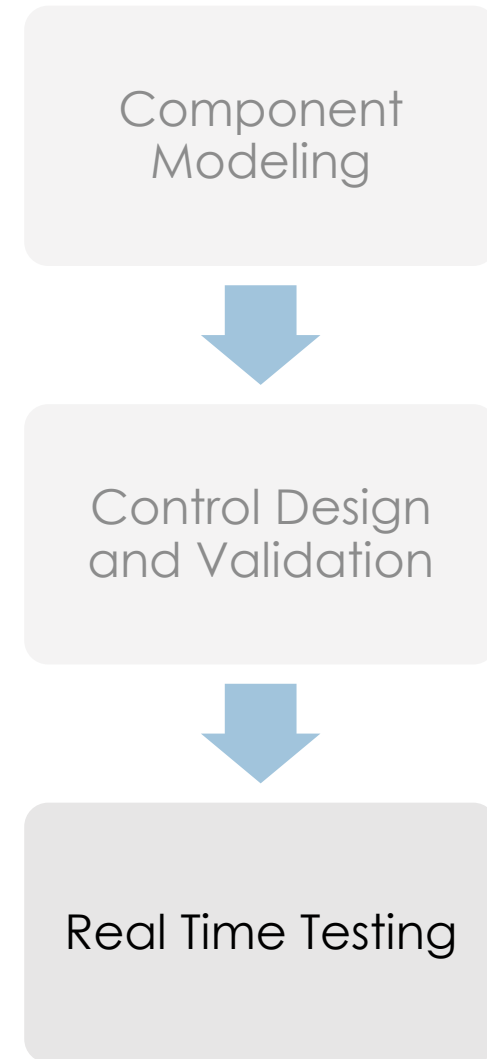 Component
Modeling
Control Design
and Validation
Real Time Testing